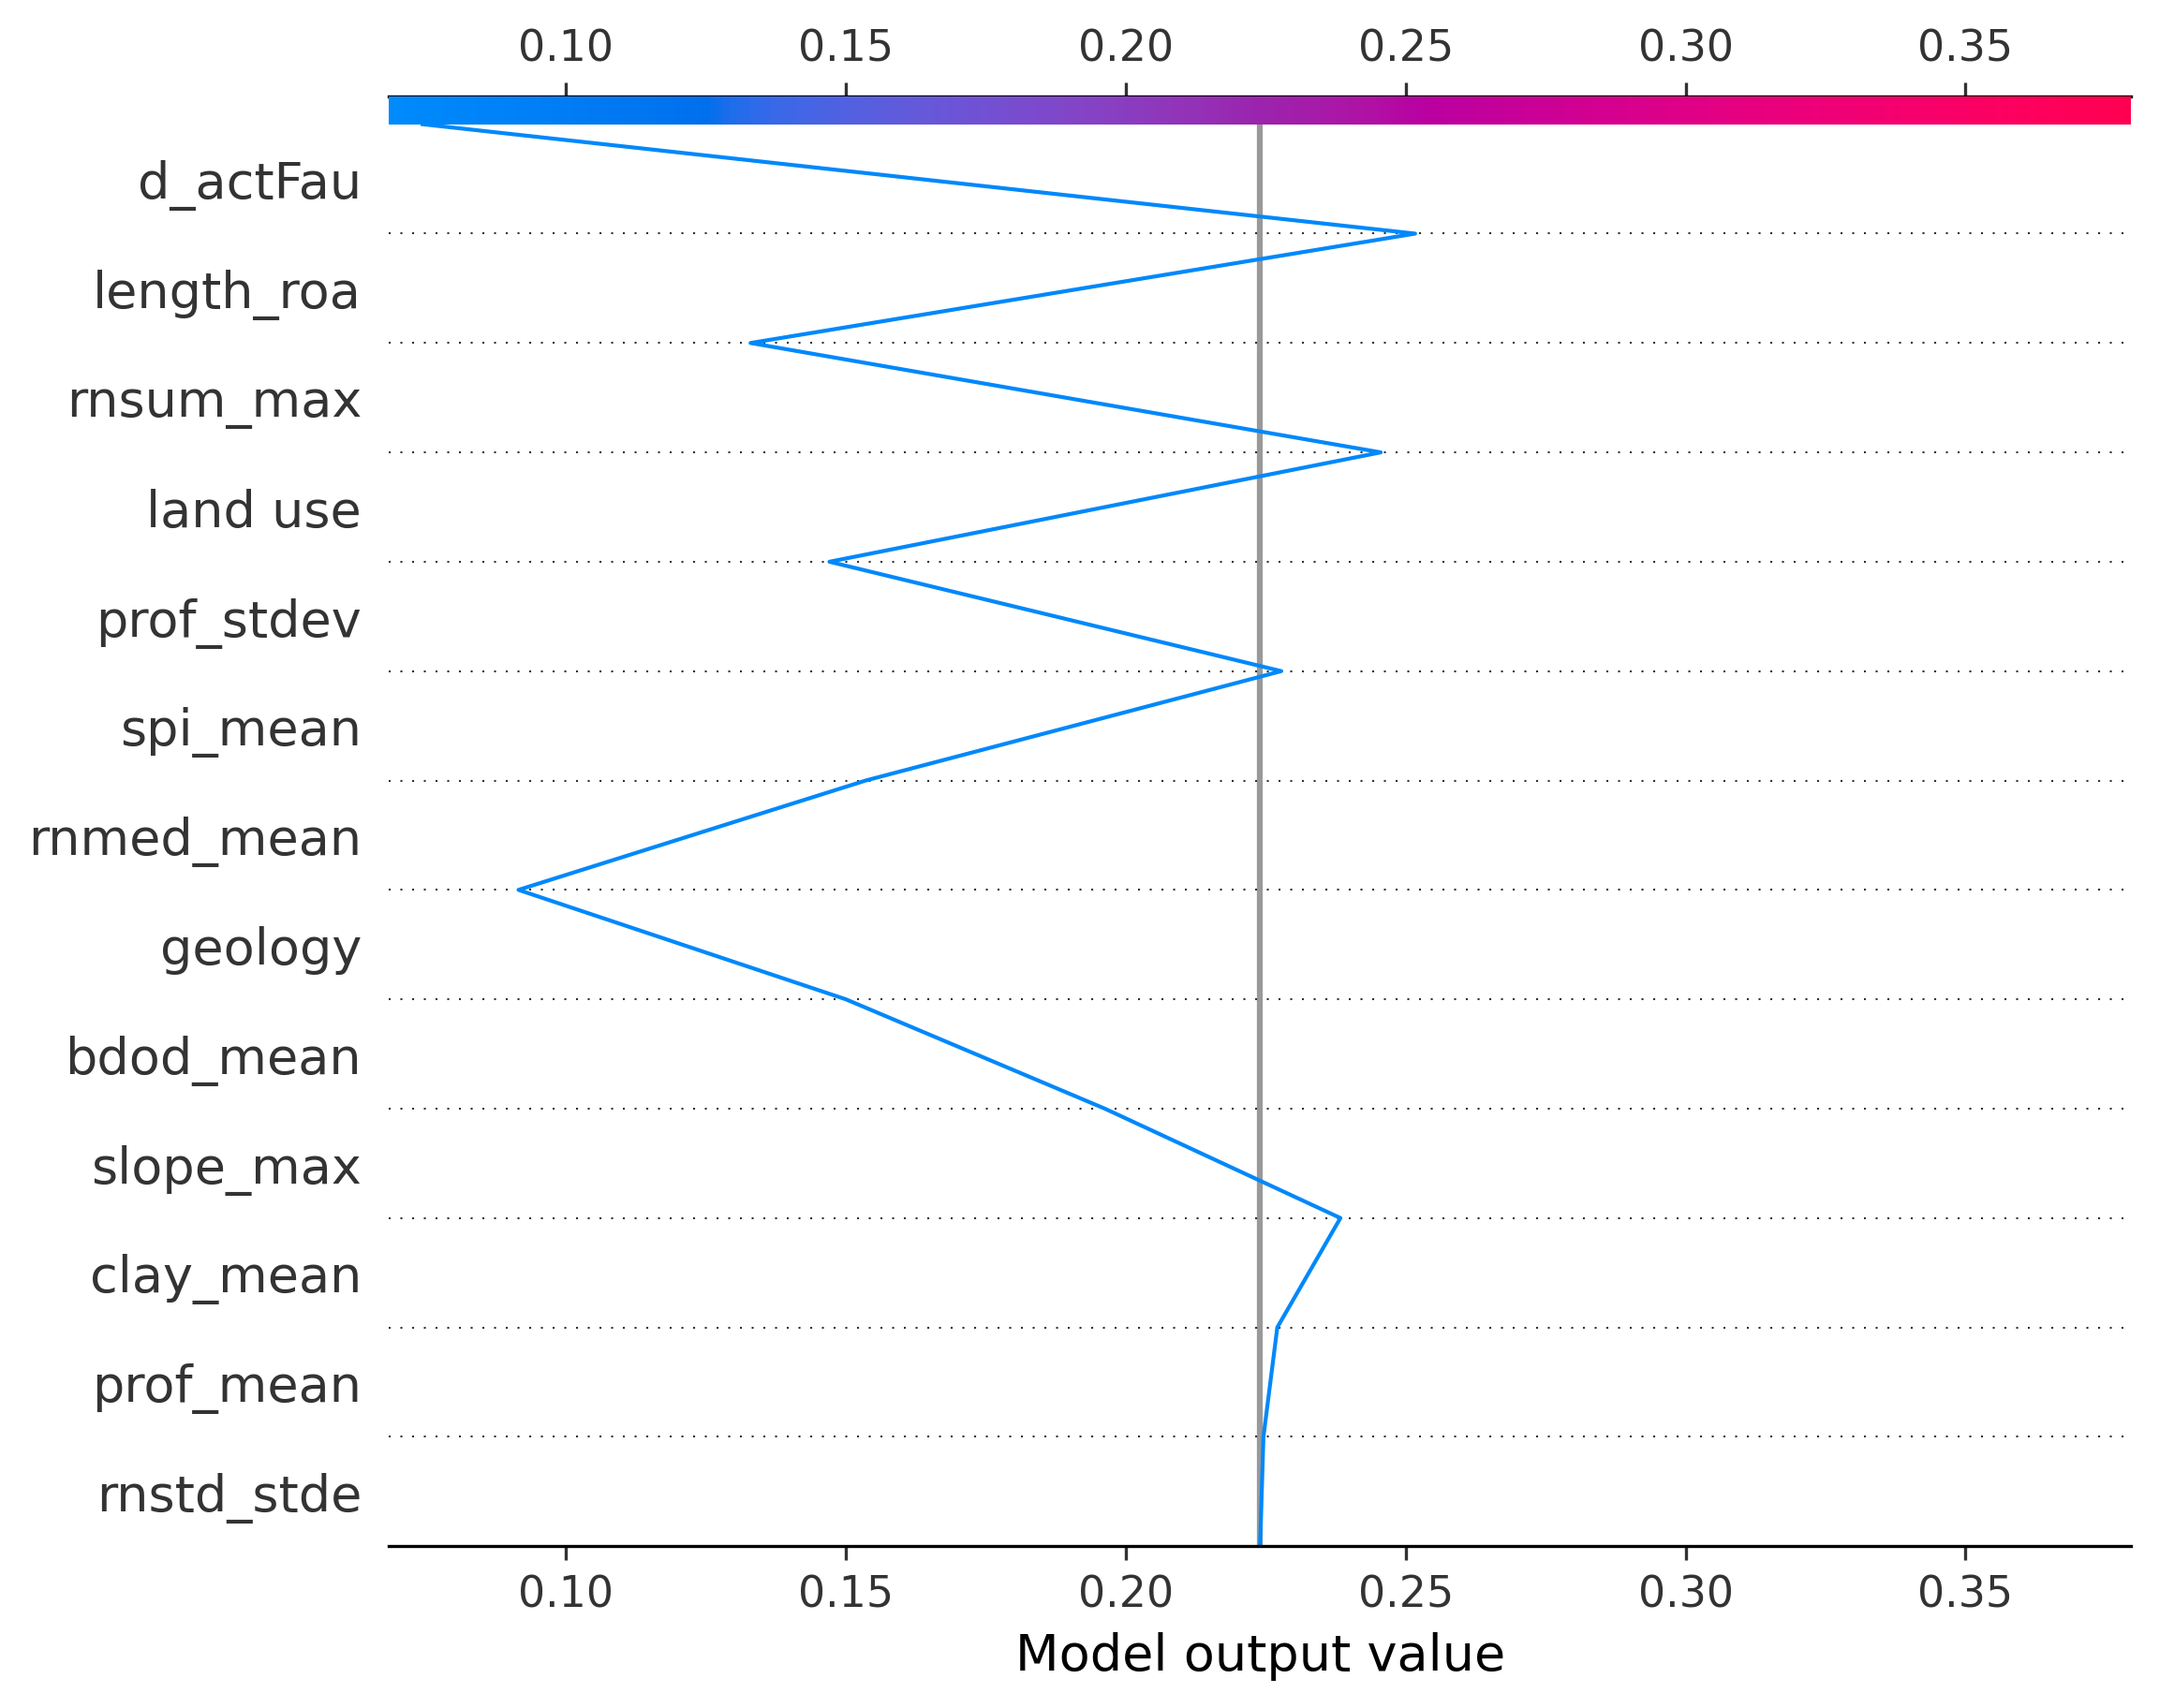 0.10 0.15 0.20 0.25 0.30 0.35
d_actFau
length_roa
rnsum_max
land use
prof_stdev
spi_mean
rnmed_mean
geology
bdod_mean
slope_max
clay_mean
prof_mean
rnstd_stde
0.10 0.15 0.20 0.25 0.30 0.35
Model output value